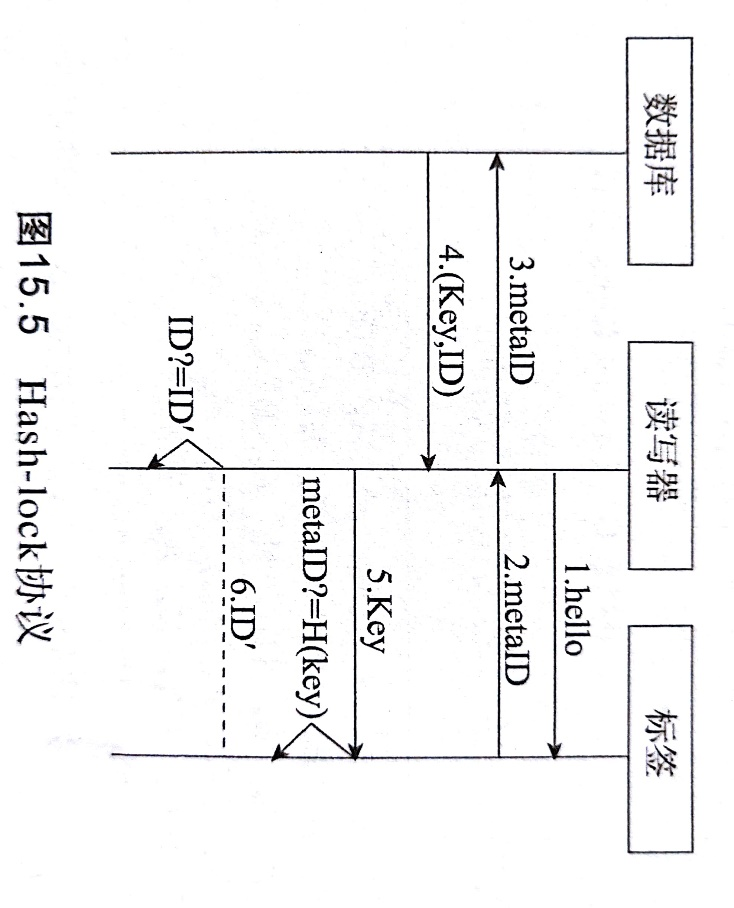 数据库
读写器
标签
1.hello
2.metaID
3.metaID
4.(Key,ID)
5.Key
metaID?=H(key)
6.ID′
ID?=ID′
图15.5 Hash-lock协议